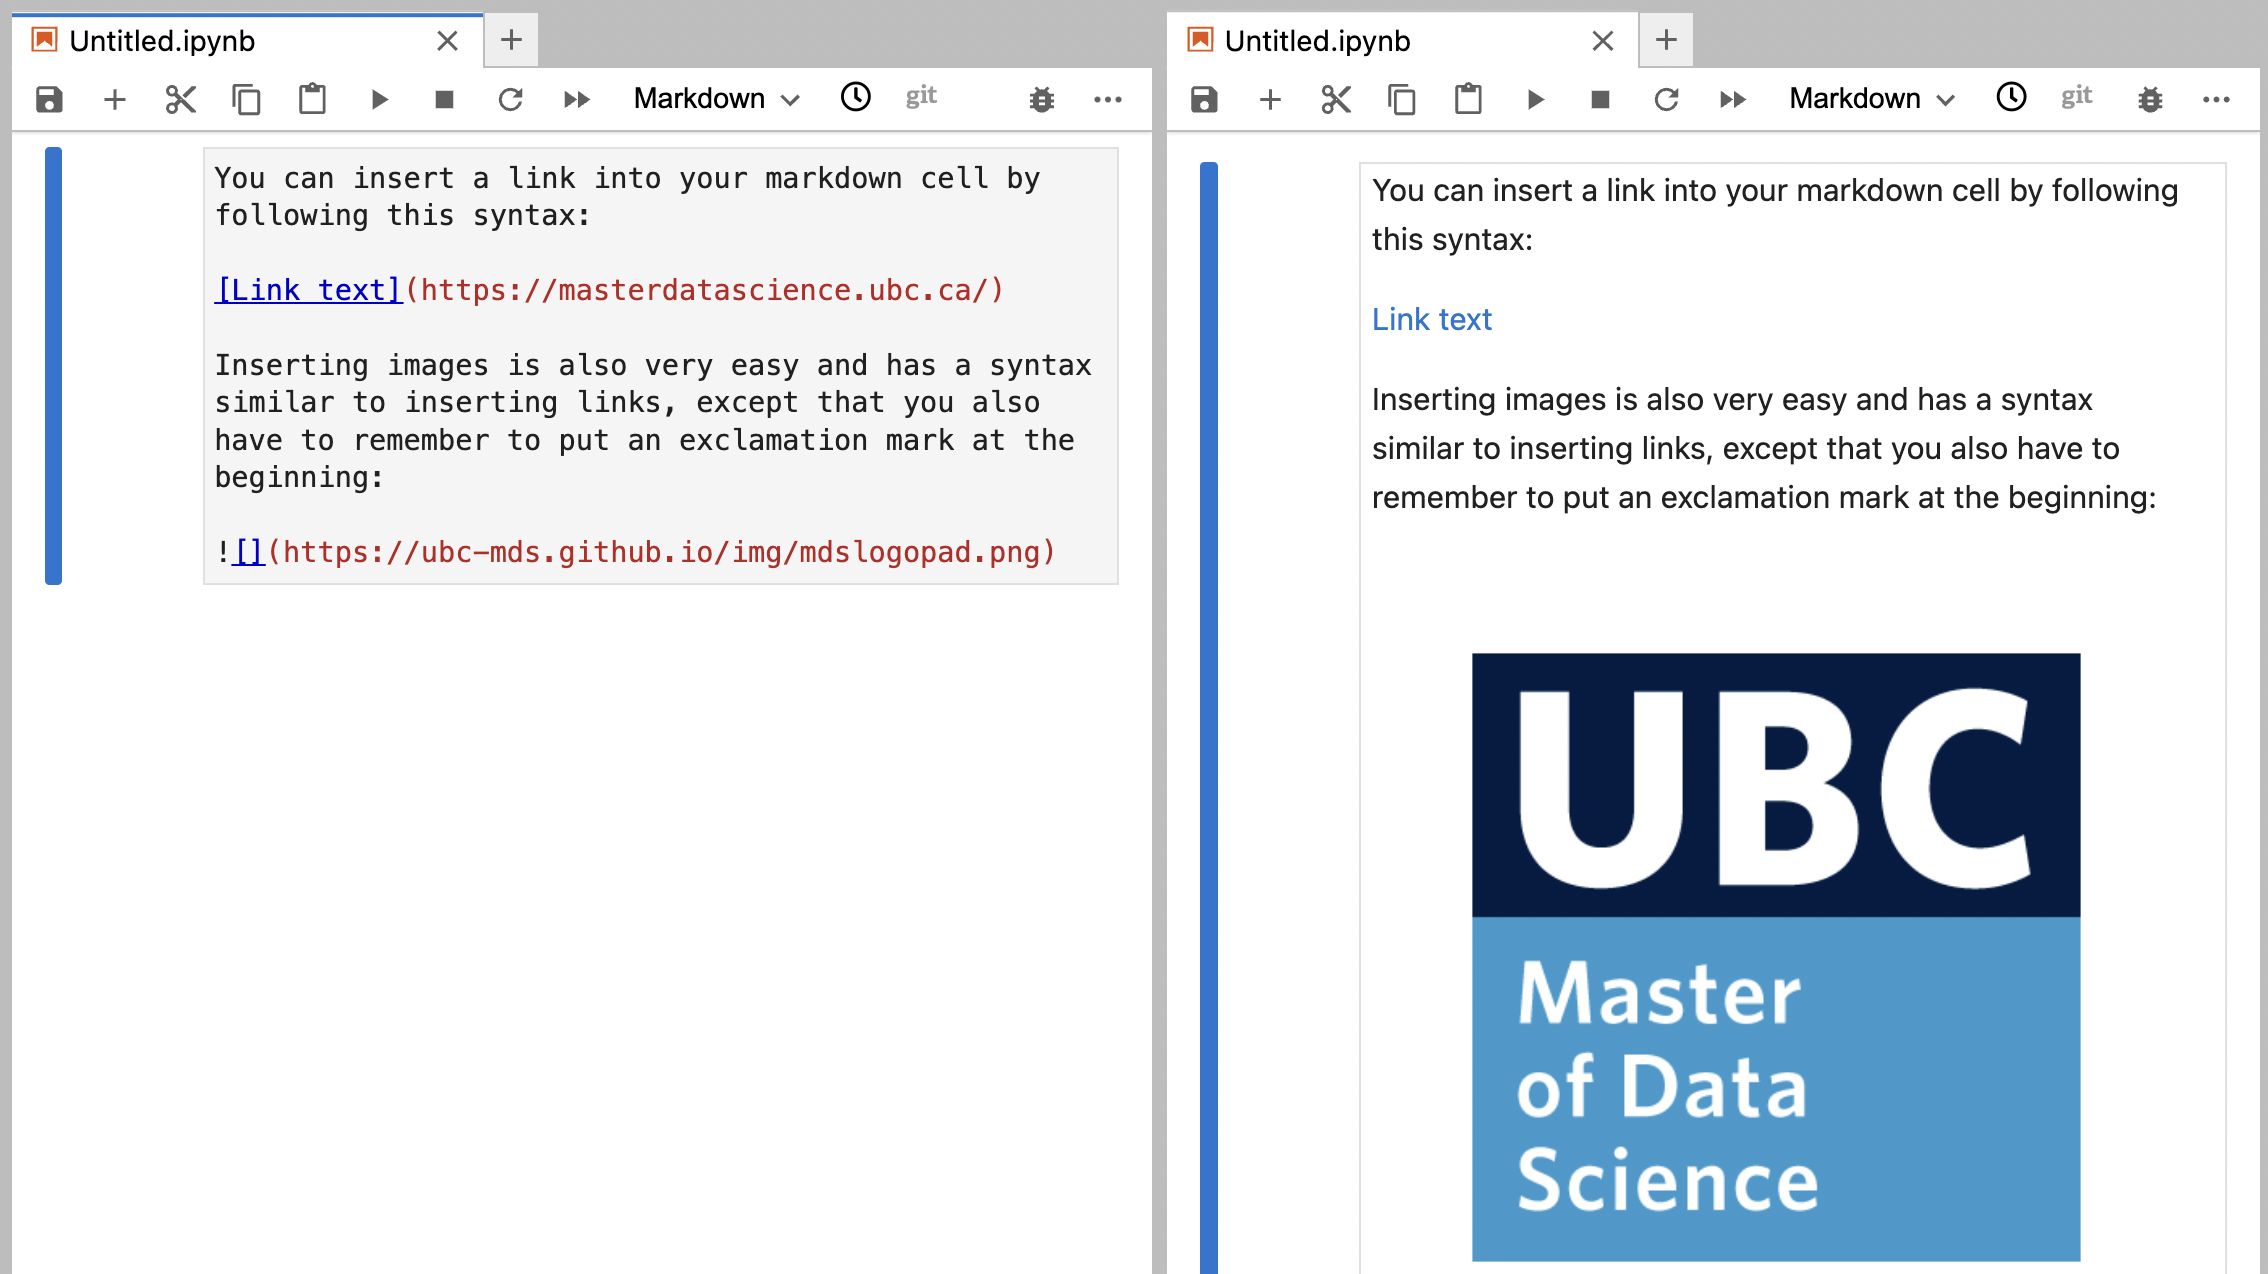 Untitled.ipynb
Markdown
git
You can insert a link into your markdown cell by
following this syntax:
[Link text](https://masterdatascience.ubc.ca/)
Inserting images is also very easy and has a syntax
similar to inserting links, except that you also
have to remember to put an exclamation mark at the
beginning:
![](https://ubc-mds.github.io/img/mdslogopad.png)
Untitled.ipynb
Markdown
git
You can insert a link into your markdown cell by following
this syntax:
Link text
Inserting images is also very easy and has a syntax
similar to inserting links, except that you also have to
remember to put an exclamation mark at the beginning:
UBC
Master
of Data
Science